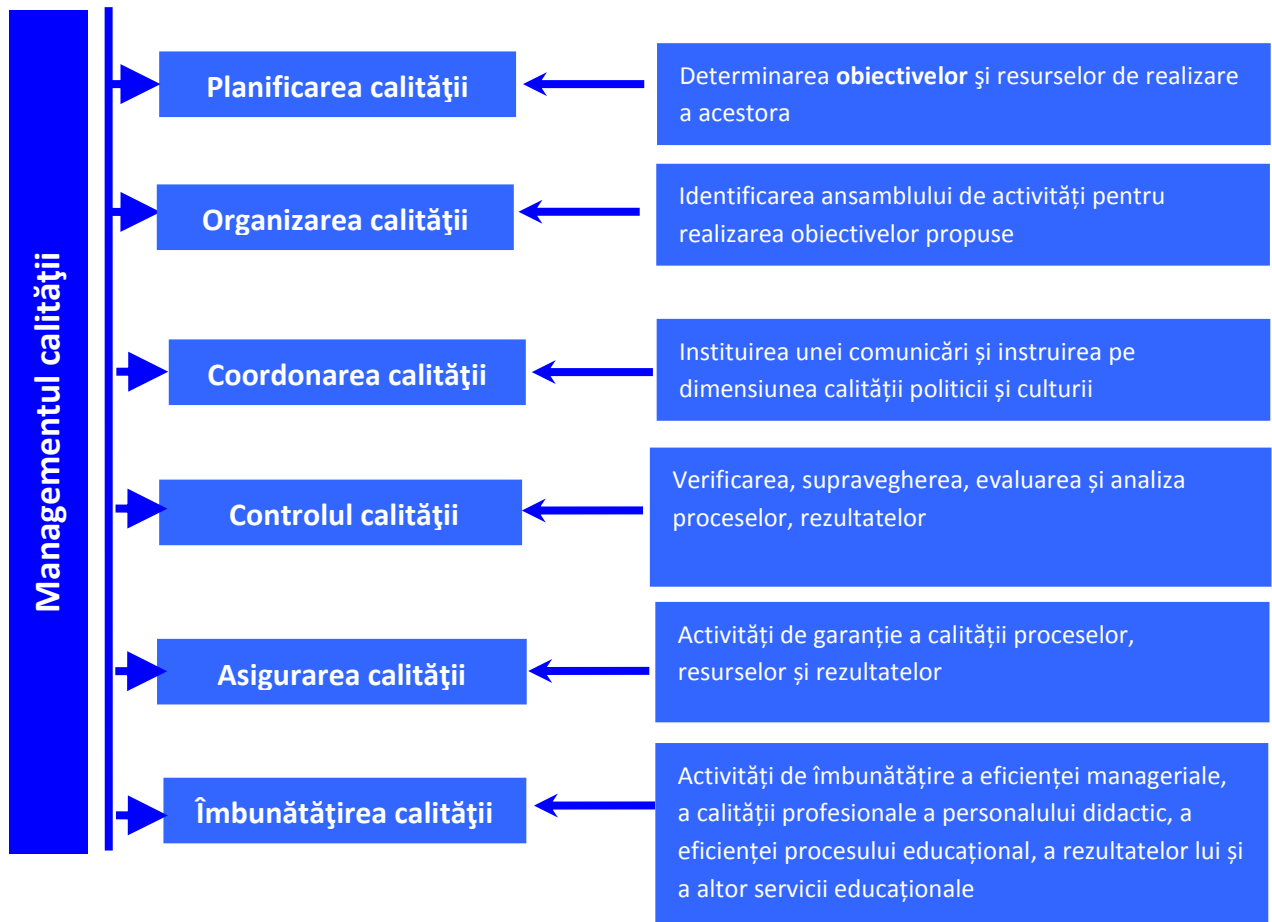 Managementul calităţii
Planificarea calităţii
Determinarea obiectivelor şi resurselor de realizare
a acestora
Organizarea calităţii
Identificarea ansamblului de activități pentru
realizarea obiectivelor propuse
Coordonarea calităţii
Instituirea unei comunicări și instruirea pe
dimensiunea calității politicii și culturii
Controlul calităţii
Verificarea, supravegherea, evaluarea și analiza
proceselor, rezultatelor
Asigurarea calităţii
Activități de garanție a calității proceselor,
resurselor și rezultatelor
Îmbunătăţirea calităţii
Activități de îmbunătățire a eficienței manageriale,
a calității profesionale a personalului didactic, a
eficienței procesului educațional, a rezultatelor lui și
a altor servicii educaționale